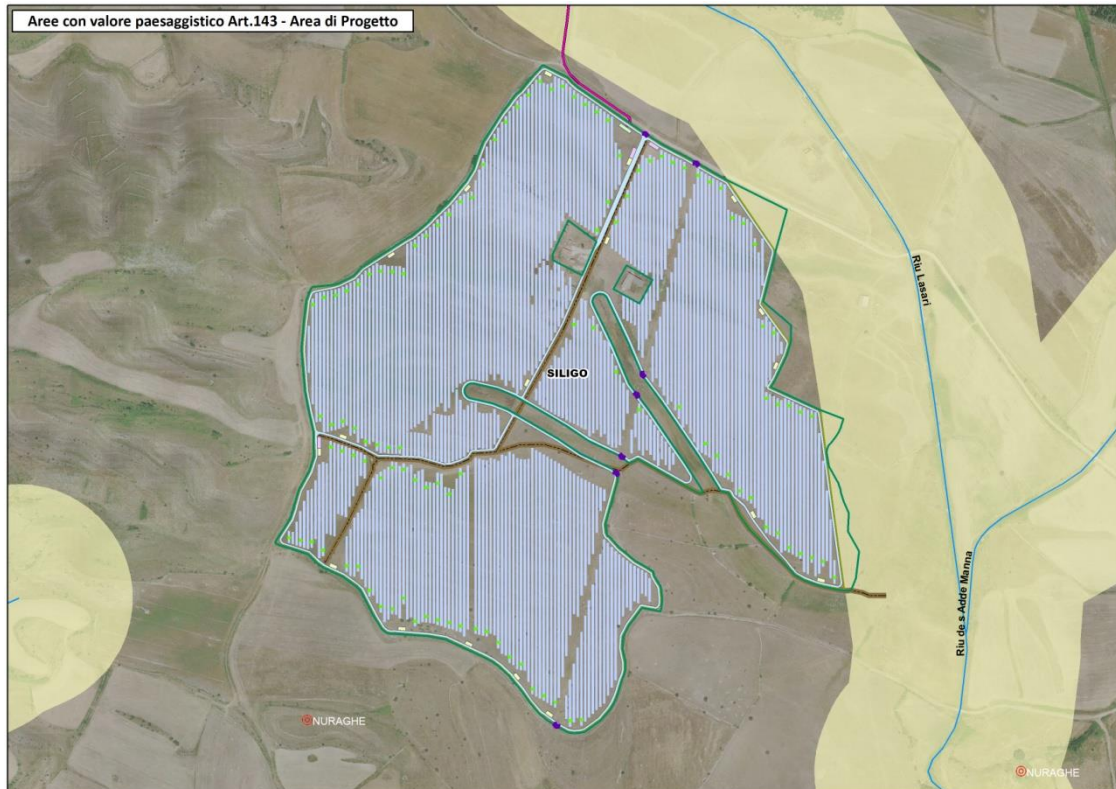 Aree con valore paesaggistico Art.143 - Area di Progetto
Riu Lasari
SILIGO
Riu de s Adde Manna
NURAGHE
NURAGHE